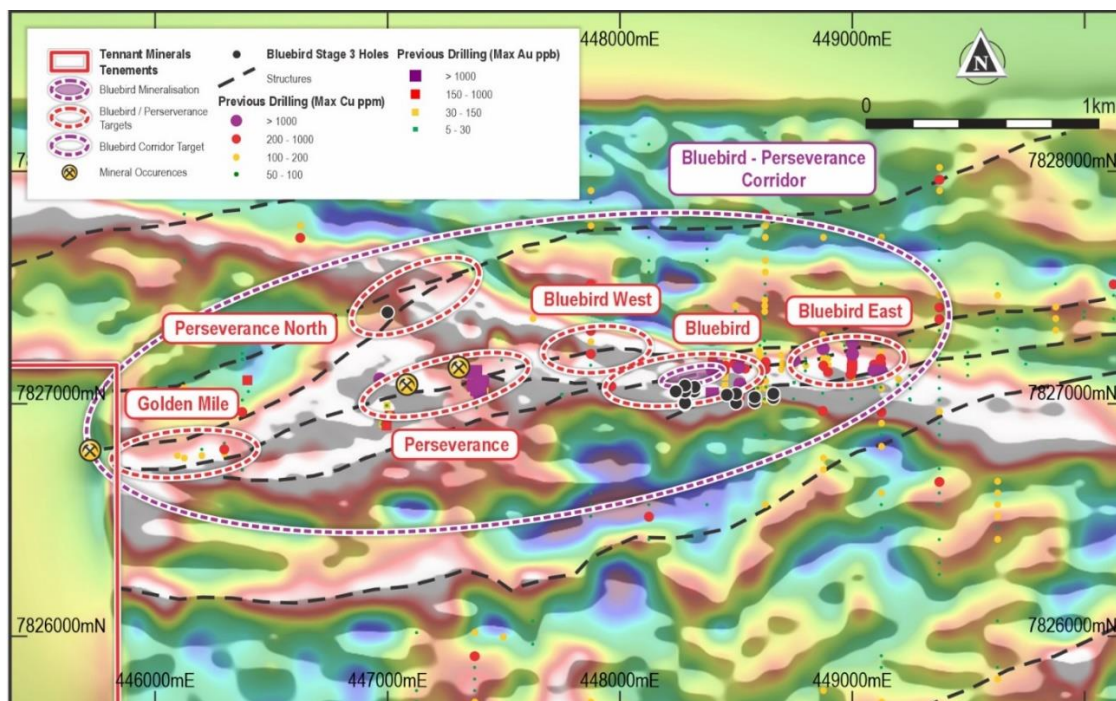 448000mE
449000mE
Tennant Minerals
Tenements
Bluebird Mineralisation
Bluebird / Perseverance
Targets
Bluebird Corridor Target
Mineral Occurences
Bluebird Stage 3 Holes
Structures
Previous Drilling (Max Cu ppm)
> 1000
200 - 1000
100 - 200
50 - 100
Previous Drilling (Max Au ppb)
> 1000
150 - 1000
30 - 150
5 - 30
N
0
1km
7828000mN
Bluebird - Perseverance
Corridor
Bluebird West
Bluebird
Bluebird East
Perseverance North
Golden Mile
Perseverance
7827000mN
7827000mN
7826000mN
7826000mN
446000mE
447000mE
448000mE
449000mE